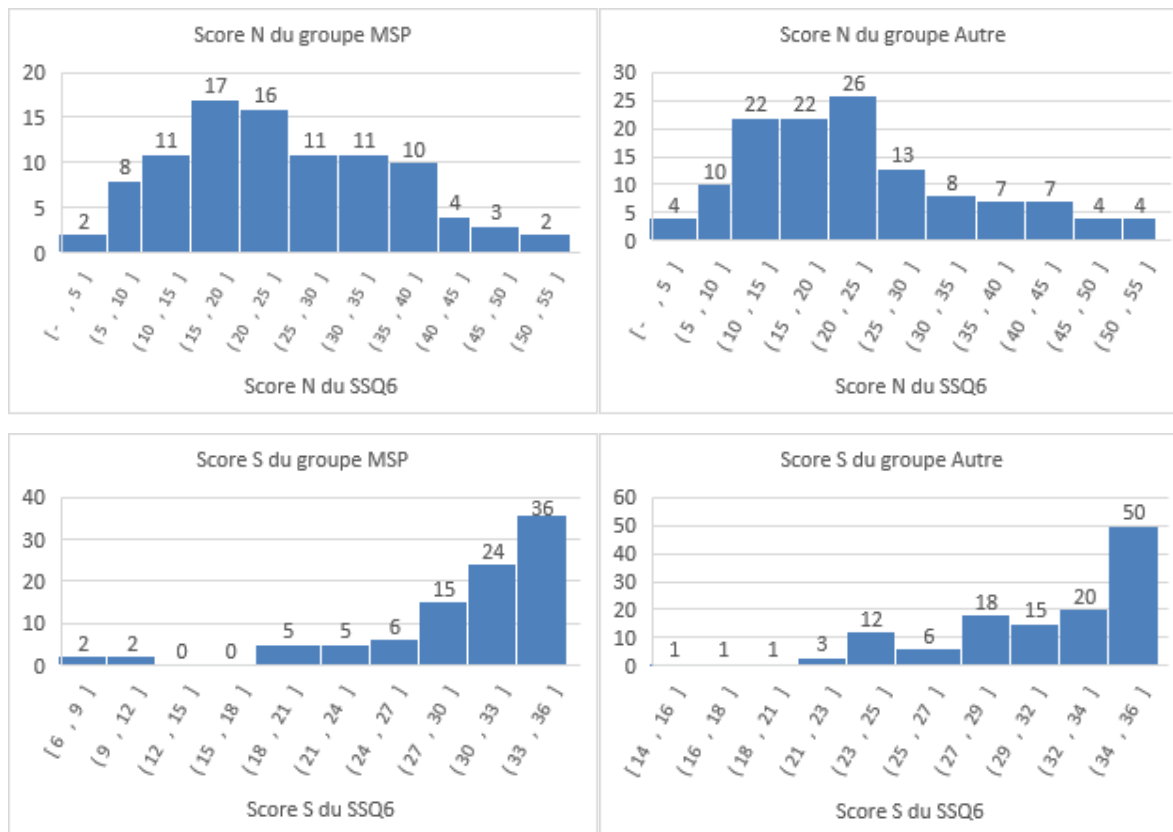 Score N du groupe MSP
20
15
10
5
0
2
8
11
17
16
11
11
10
4
3
2
[ - , 5 ]
( 5 , 10 ]
( 10 , 15 ]
( 15 , 20 ]
( 20 , 25 ]
( 25 , 30 ]
( 30 , 35 ]
( 35 , 40 ]
( 40 , 45 ]
( 45 , 50 ]
( 50 , 55 ]
Score N du SSQ6
Score N du groupe Autre
30
25
20
15
10
5
0
4
10
22
22
26
13
8
7
7
4
4
[ - , 5 ]
( 5 , 10 ]
( 10 , 15 ]
( 15 , 20 ]
( 20 , 25 ]
( 25 , 30 ]
( 30 , 35 ]
( 35 , 40 ]
( 40 , 45 ]
( 45 , 50 ]
( 50 , 55 ]
Score N du SSQ6
Score S du groupe MSP
40
30
20
10
0
2
2
0
0
5
5
6
15
24
36
[ 6 , 9 ]
( 9 , 12 ]
( 12 , 15 ]
( 15 , 18 ]
( 18 , 21 ]
( 21 , 24 ]
( 24 , 27 ]
( 27 , 30 ]
( 30 , 33 ]
( 33 , 36 ]
Score S du SSQ6
Score S du groupe Autre
60
50
40
30
20
10
0
1
1
1
3
12
6
18
15
20
50
[ 14 , 16 ]
( 16 , 18 ]
( 18 , 21 ]
( 21 , 23 ]
( 23 , 25 ]
( 25 , 27 ]
( 27 , 29 ]
( 29 , 32 ]
( 32 , 34 ]
( 34 , 36 ]
Score S du SSQ6